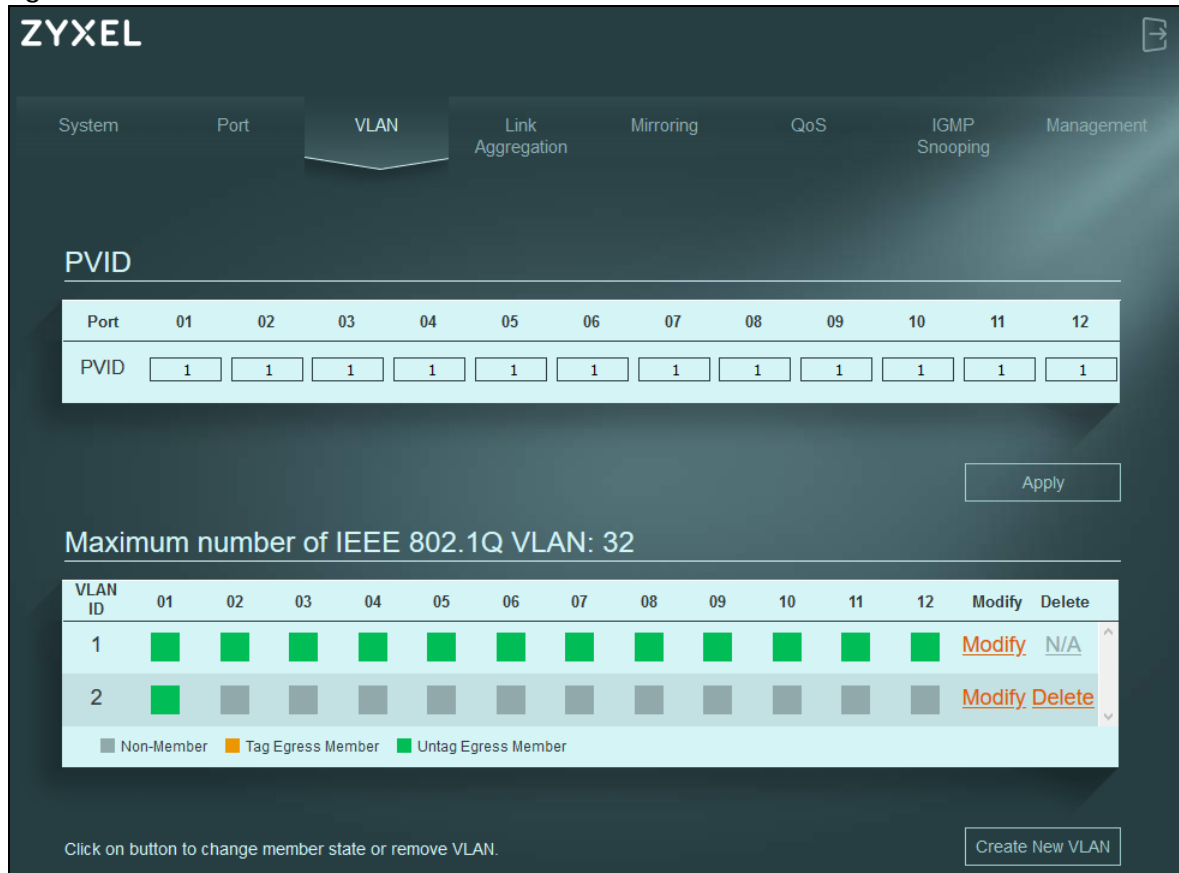 ZYXEL
System Port VLAN Link Aggregation Mirroring QoS IGMP Snooping Management
PVID
Port 01 02 03 04 05 06 07 08 09 10 11 12
PVID 1 1 1 1 1 1 1 1 1 1 1 1
Apply
Maximum number of IEEE 802.1Q VLAN: 32
VLAN ID 01 02 03 04 05 06 07 08 09 10 11 12 Modify Delete
1 Modify N/A
2 Modify Delete
Non-Member Tag Egress Member Untag Egress Member
Click on button to change member state or remove VLAN.
Create New VLAN